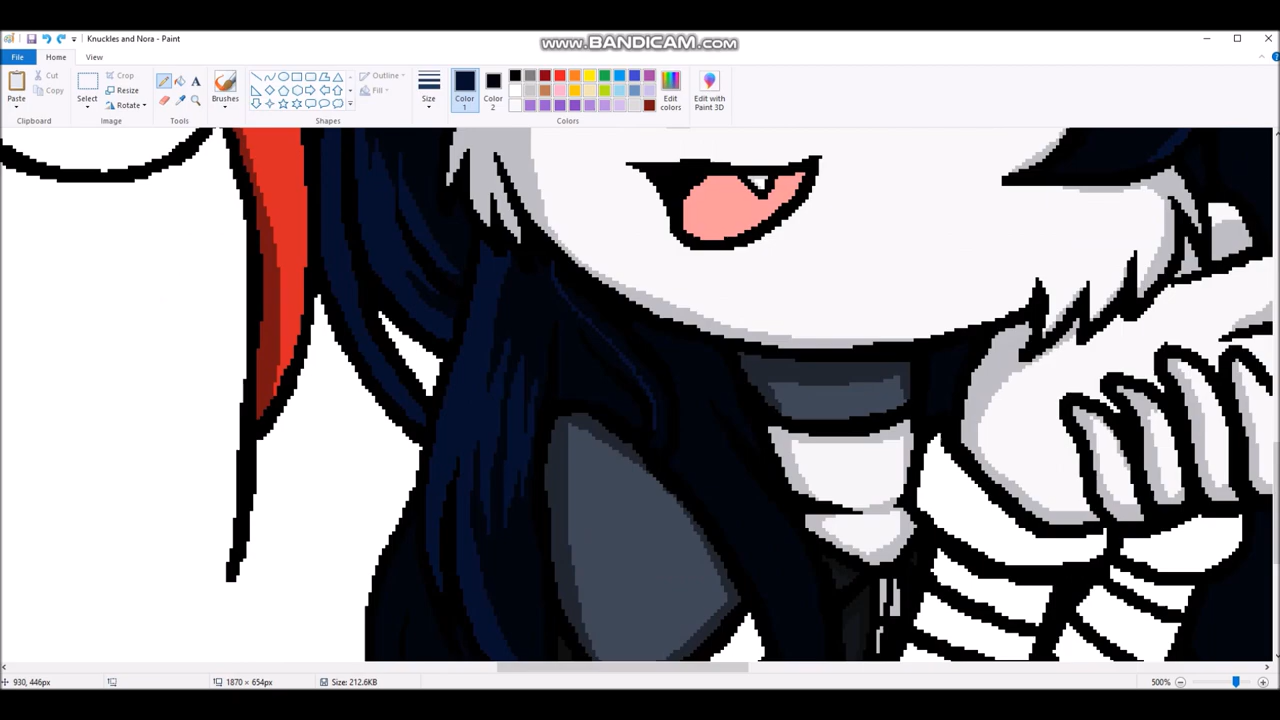 Knuckles and Nora - Paint
www.BANDICAM.com
File
Home
View
Paste
Cut
Copy
Clipboard
Select
Crop
Resize
Rotate
Image
Tools
Brushes
Outline
Fill
Shapes
Size
Color
1
Color
2
Edit
colors
Colors
Edit with
Paint 3D
930, 446px
1870 × 654px
Size: 212.6KB
500%